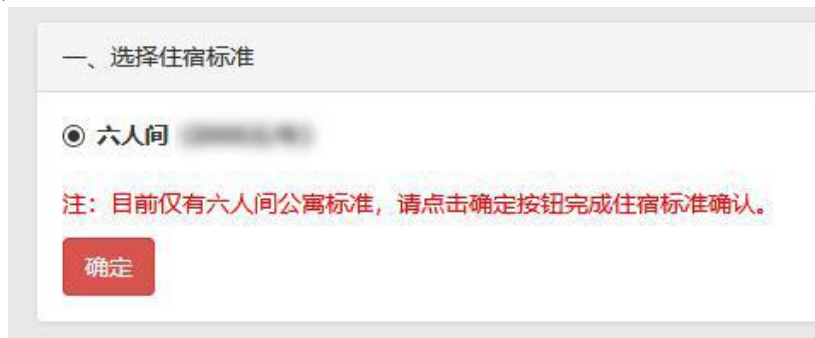 一、选择住宿标准
六人间
注：目前仅有六人间公寓标准，请点击确定按钮完成住宿标准确认。
确定